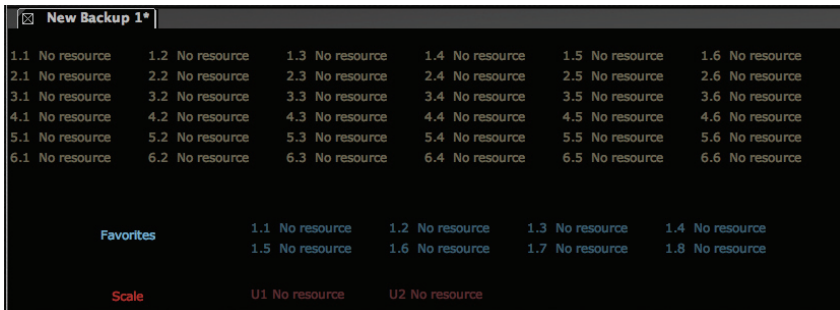 New Backup 1*
1.1 No resource 1.2 No resource 1.3 No resource 1.4 No resource 1.5 No resource 1.6 No resource
2.1 No resource 2.2 No resource 2.3 No resource 2.4 No resource 2.5 No resource 2.6 No resource
3.1 No resource 3.2 No resource 3.3 No resource 3.4 No resource 3.5 No resource 3.6 No resource
4.1 No resource 4.2 No resource 4.3 No resource 4.4 No resource 4.5 No resource 4.6 No resource
5.1 No resource 5.2 No resource 5.3 No resource 5.4 No resource 5.5 No resource 5.6 No resource
6.1 No resource 6.2 No resource 6.3 No resource 6.4 No resource 6.5 No resource 6.6 No resource
Favorites
1.1 No resource 1.2 No resource 1.3 No resource 1.4 No resource
1.5 No resource 1.6 No resource 1.7 No resource 1.8 No resource
Scale U1 No resource U2 No resource